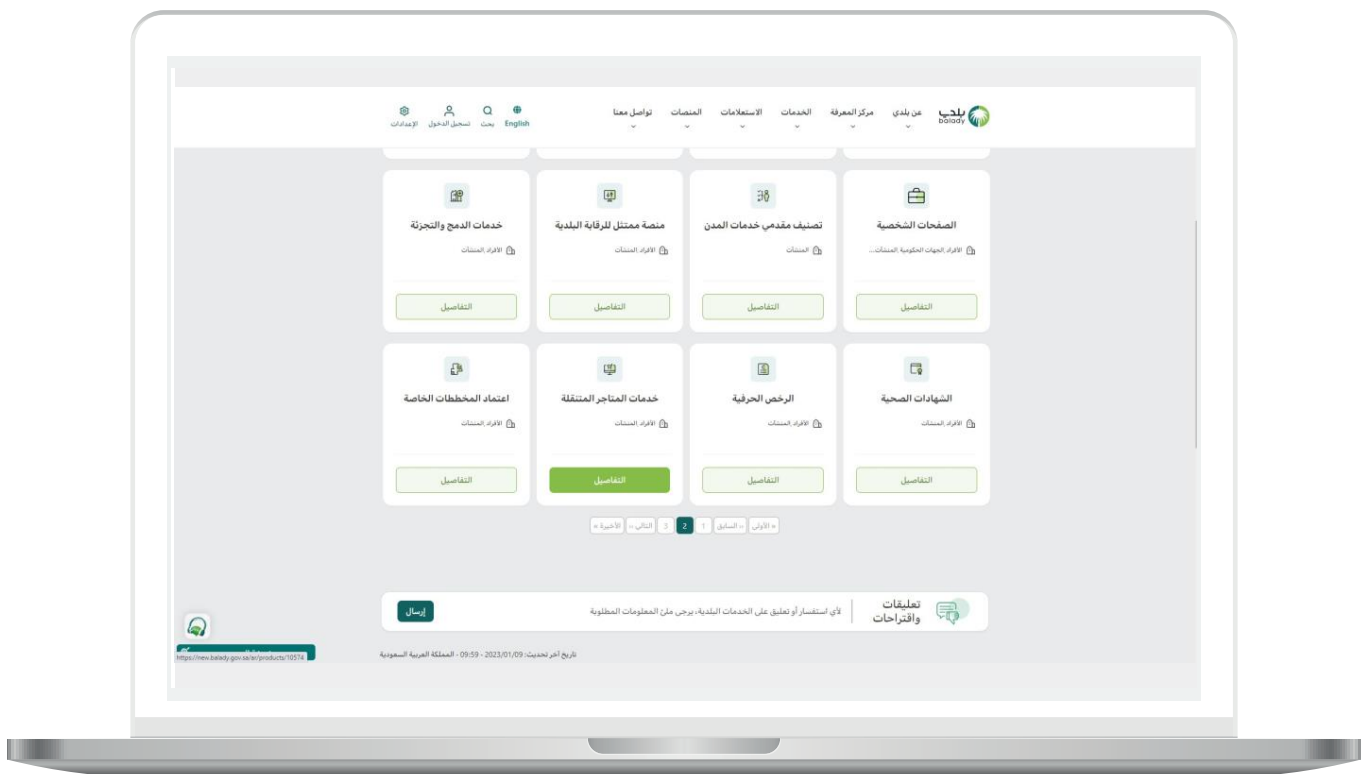 بلدي
balady
عن بلدي
مركز المعرفة
الخدمات
الاستعلامات
المنصات
تواصل معنا
English
بحث
تسجيل الدخول
الإعدادات
الصفحات الشخصية
الأفراد, الجهات الحكومية, المنشآت...
التفاصيل
تصنيف مقدمي خدمات المدن
المنشآت
التفاصيل
منصة ممتثل للرقابة البلدية
الأفراد, المنشآت
التفاصيل
خدمات الدمج والتجزئة
الأفراد, المنشآت
التفاصيل
الشهادات الصحية
الأفراد, المنشآت
التفاصيل
الرخص الحرفية
الأفراد, المنشآت
التفاصيل
خدمات المتاجر المتنقلة
الأفراد, المنشآت
التفاصيل
اعتماد المخططات الخاصة
الأفراد, المنشآت
التفاصيل
« الأولى ‹‹ السابق 1 2 3 التالي ›› الأخيرة »
تعليقات
واقتراحات
لأي استفسار أو تعليق على الخدمات البلدية، يرجى ملئ المعلومات المطلوبة
إرسال
تاريخ آخر تحديث: 2023/01/09 - 09:59 - المملكة العربية السعودية
https://new.balady.gov.sa/ar/products/10574